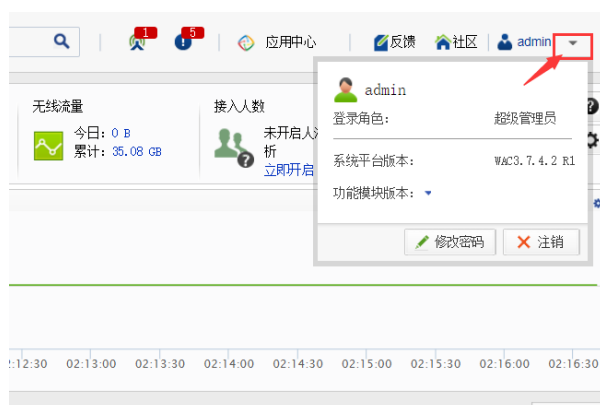 1
5
应用中心
反馈
社区
admin
无线流量
今日: 0 B
累计: 35.08 GB
接入人数
未开启人
析
立即开启
admin
登录角色:
超级管理员
系统平台版本:
WAC3.7.4.2 R1
功能模块版本:
修改密码
注销
:12:30 02:13:00 02:13:30 02:14:00 02:14:30 02:15:00 02:15:30 02:16:00 02:16:30